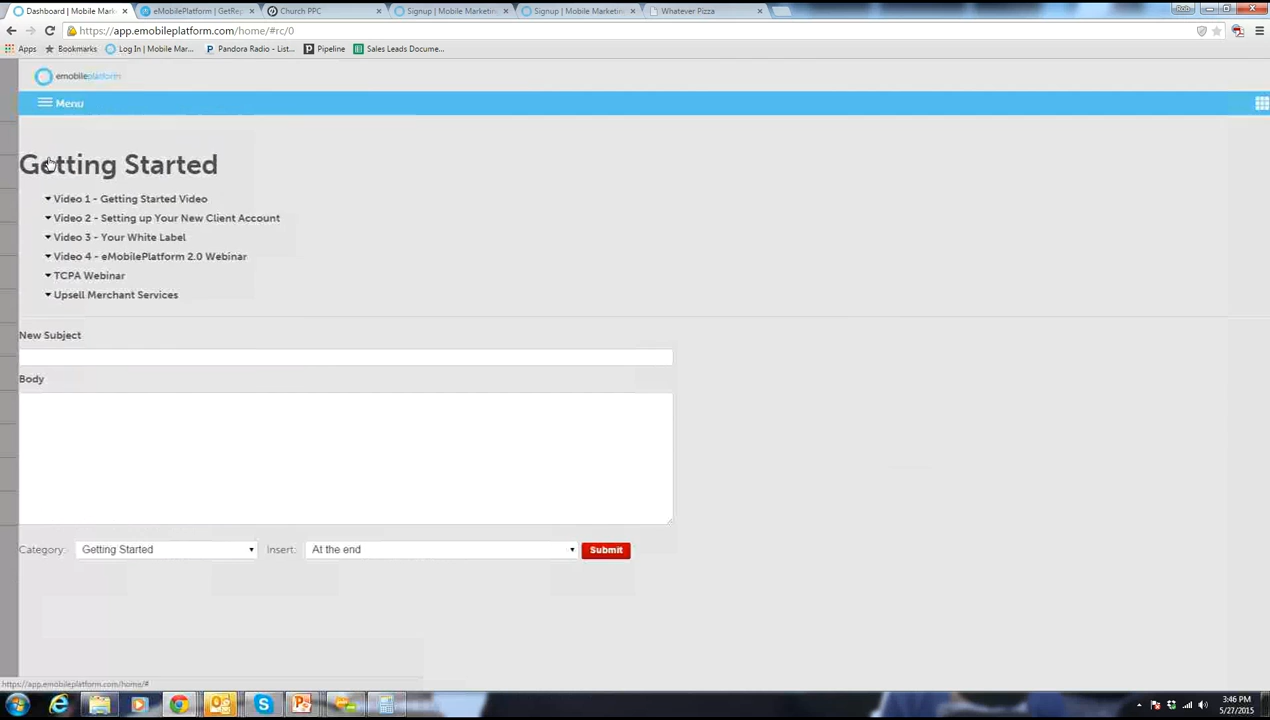 Dashboard | Mobile Mark
eMobilePlatform | GetRe
Church PPC
Signup | Mobile Marketin
Signup | Mobile Marketin
Whatever Pizza
Rob
https://app.emobileplatform.com/home/#rc/0
Apps
Bookmarks
Log In | Mobile Mar...
Pandora Radio - List...
Pipeline
Sales Leads Docume...
emobileplatform
Menu
Getting Started
Video 1 - Getting Started Video
Video 2 - Setting up Your New Client Account
Video 3 - Your White Label
Video 4 - eMobilePlatform 2.0 Webinar
TCPA Webinar
Upsell Merchant Services
New Subject
Body
Category: Getting Started Insert: At the end Submit
https://app.emobileplatform.com/home/#
3:46 PM
5/27/2015